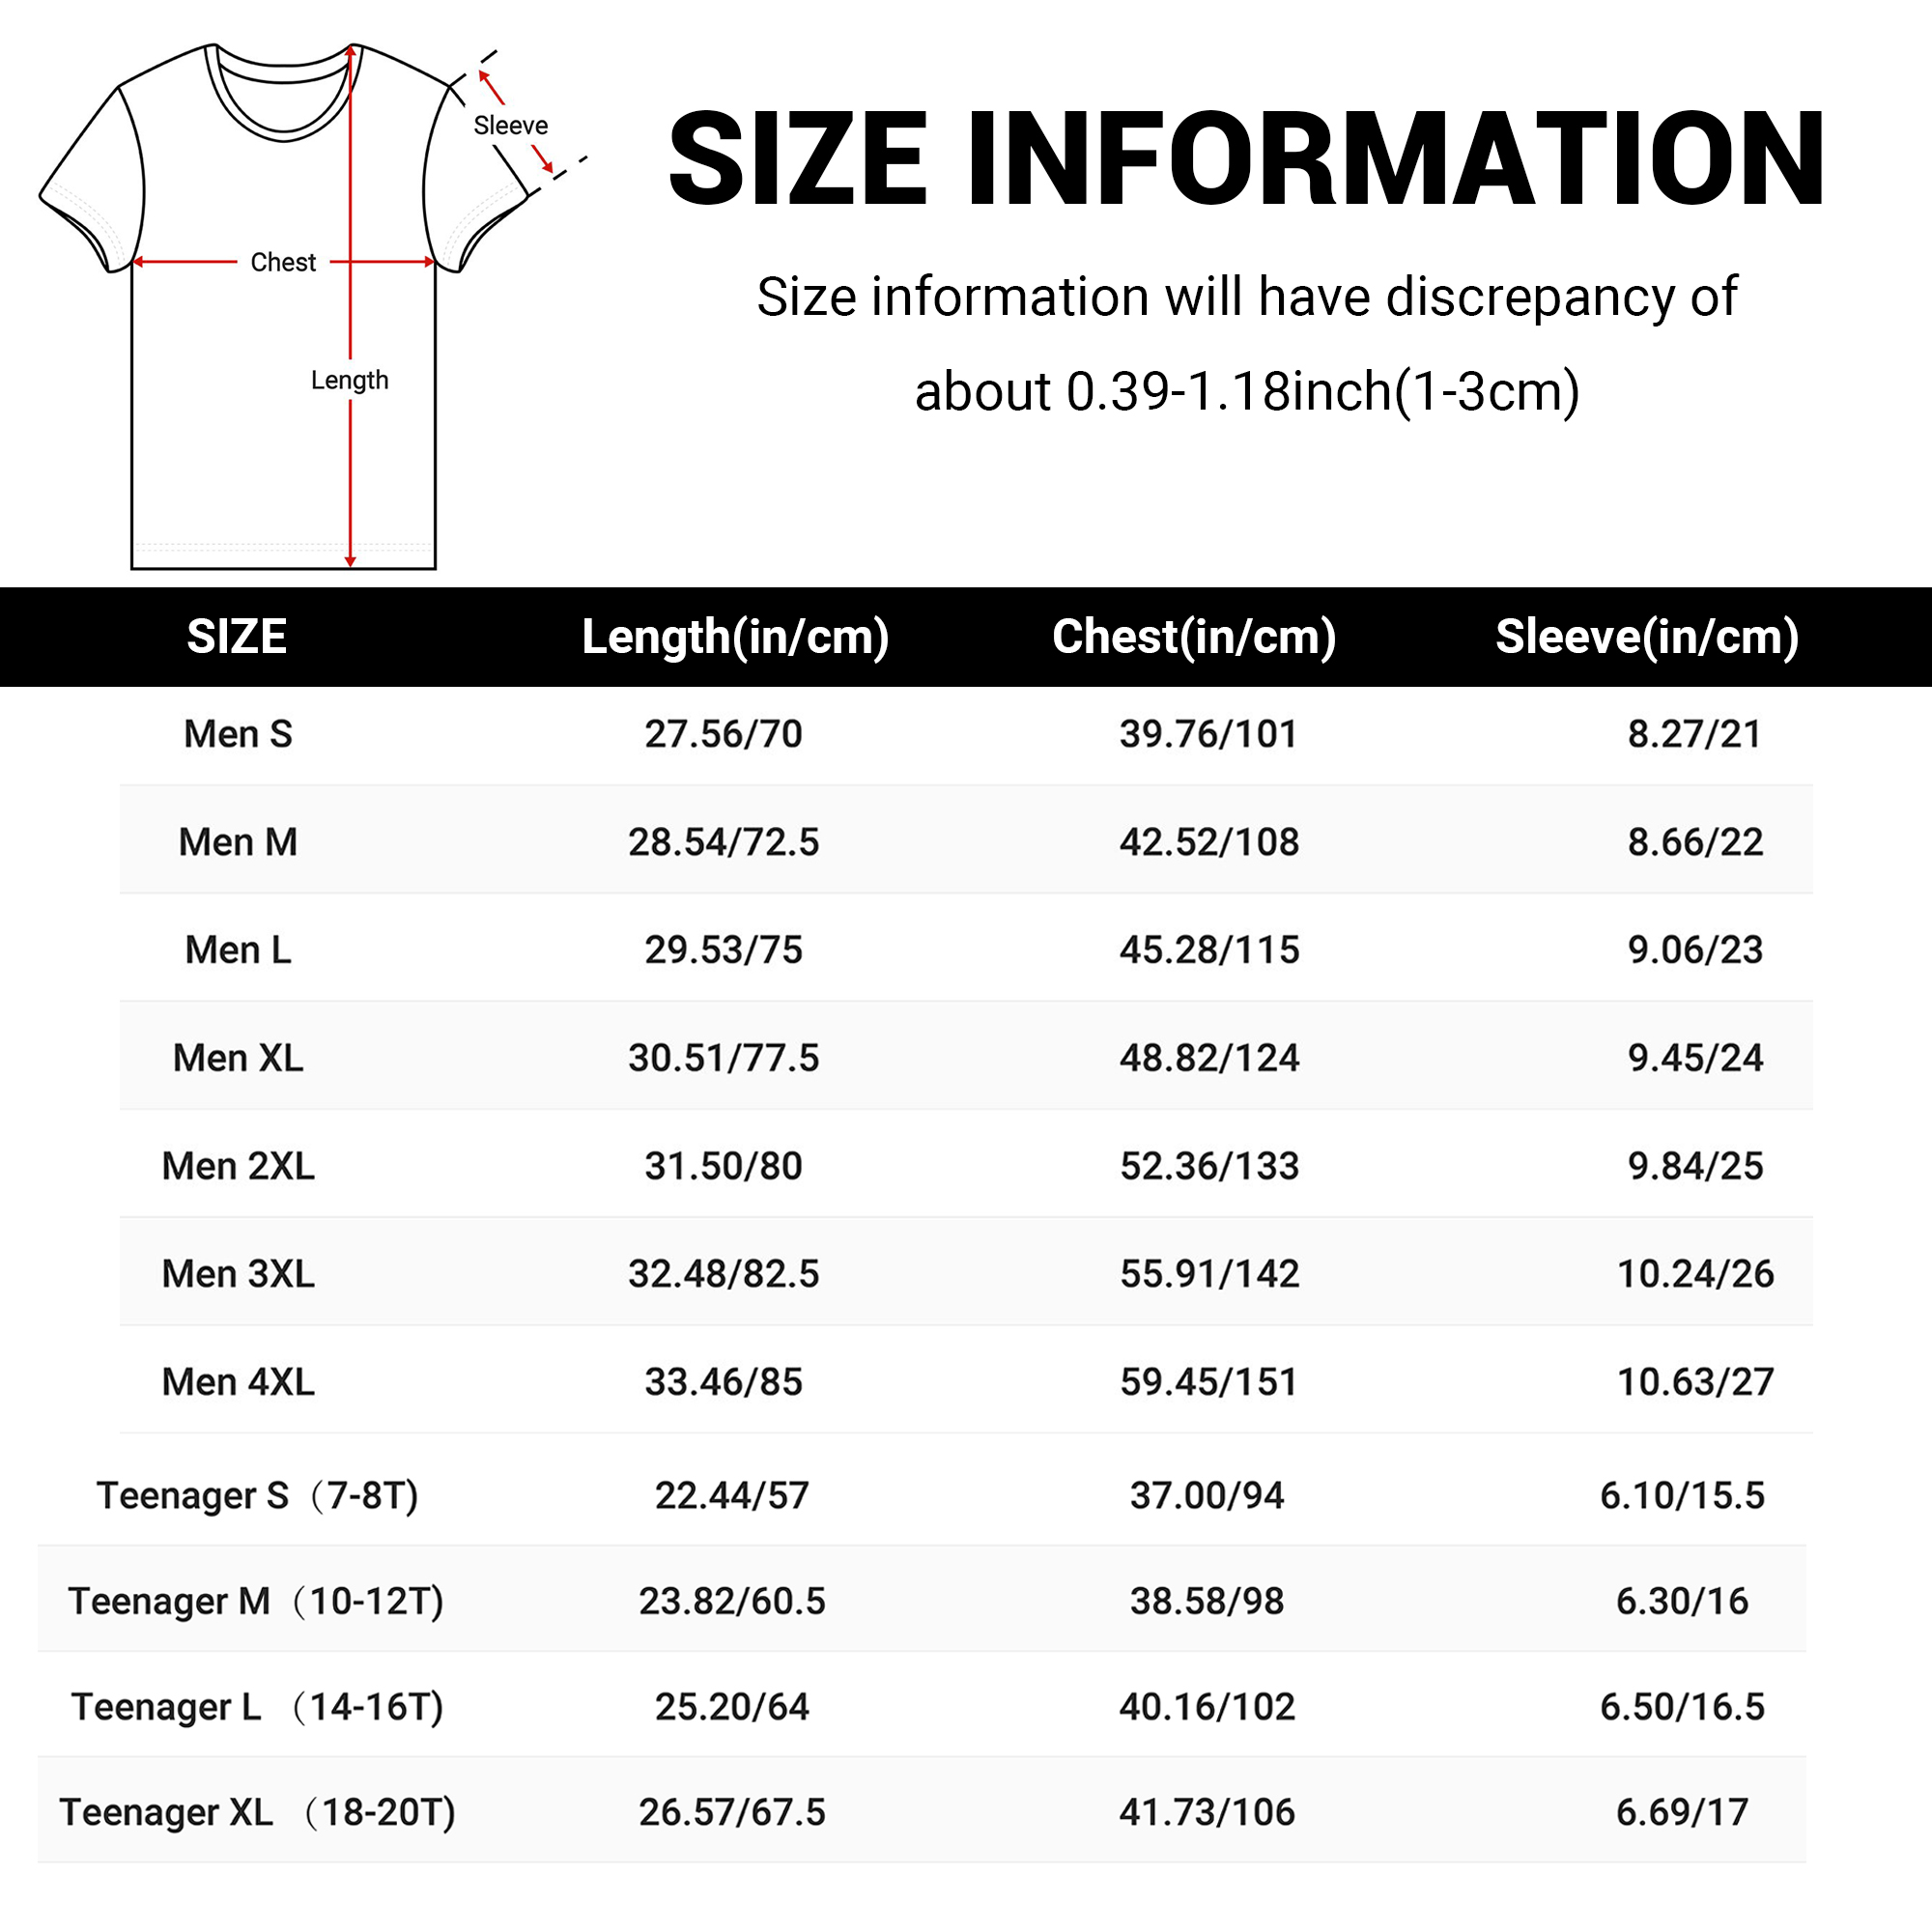 Sleeve
Chest
Length
SIZE INFORMATION
Size information will have discrepancy of
about 0.39-1.18inch(1-3cm)
SIZE Length(in/cm) Chest(in/cm) Sleeve(in/cm)
Men S 27.56/70 39.76/101 8.27/21
Men M 28.54/72.5 42.52/108 8.66/22
Men L 29.53/75 45.28/115 9.06/23
Men XL 30.51/77.5 48.82/124 9.45/24
Men 2XL 31.50/80 52.36/133 9.84/25
Men 3XL 32.48/82.5 55.91/142 10.24/26
Men 4XL 33.46/85 59.45/151 10.63/27
Teenager S（7-8T) 22.44/57 37.00/94 6.10/15.5
Teenager M（10-12T) 23.82/60.5 38.58/98 6.30/16
Teenager L （14-16T) 25.20/64 40.16/102 6.50/16.5
Teenager XL （18-20T) 26.57/67.5 41.73/106 6.69/17